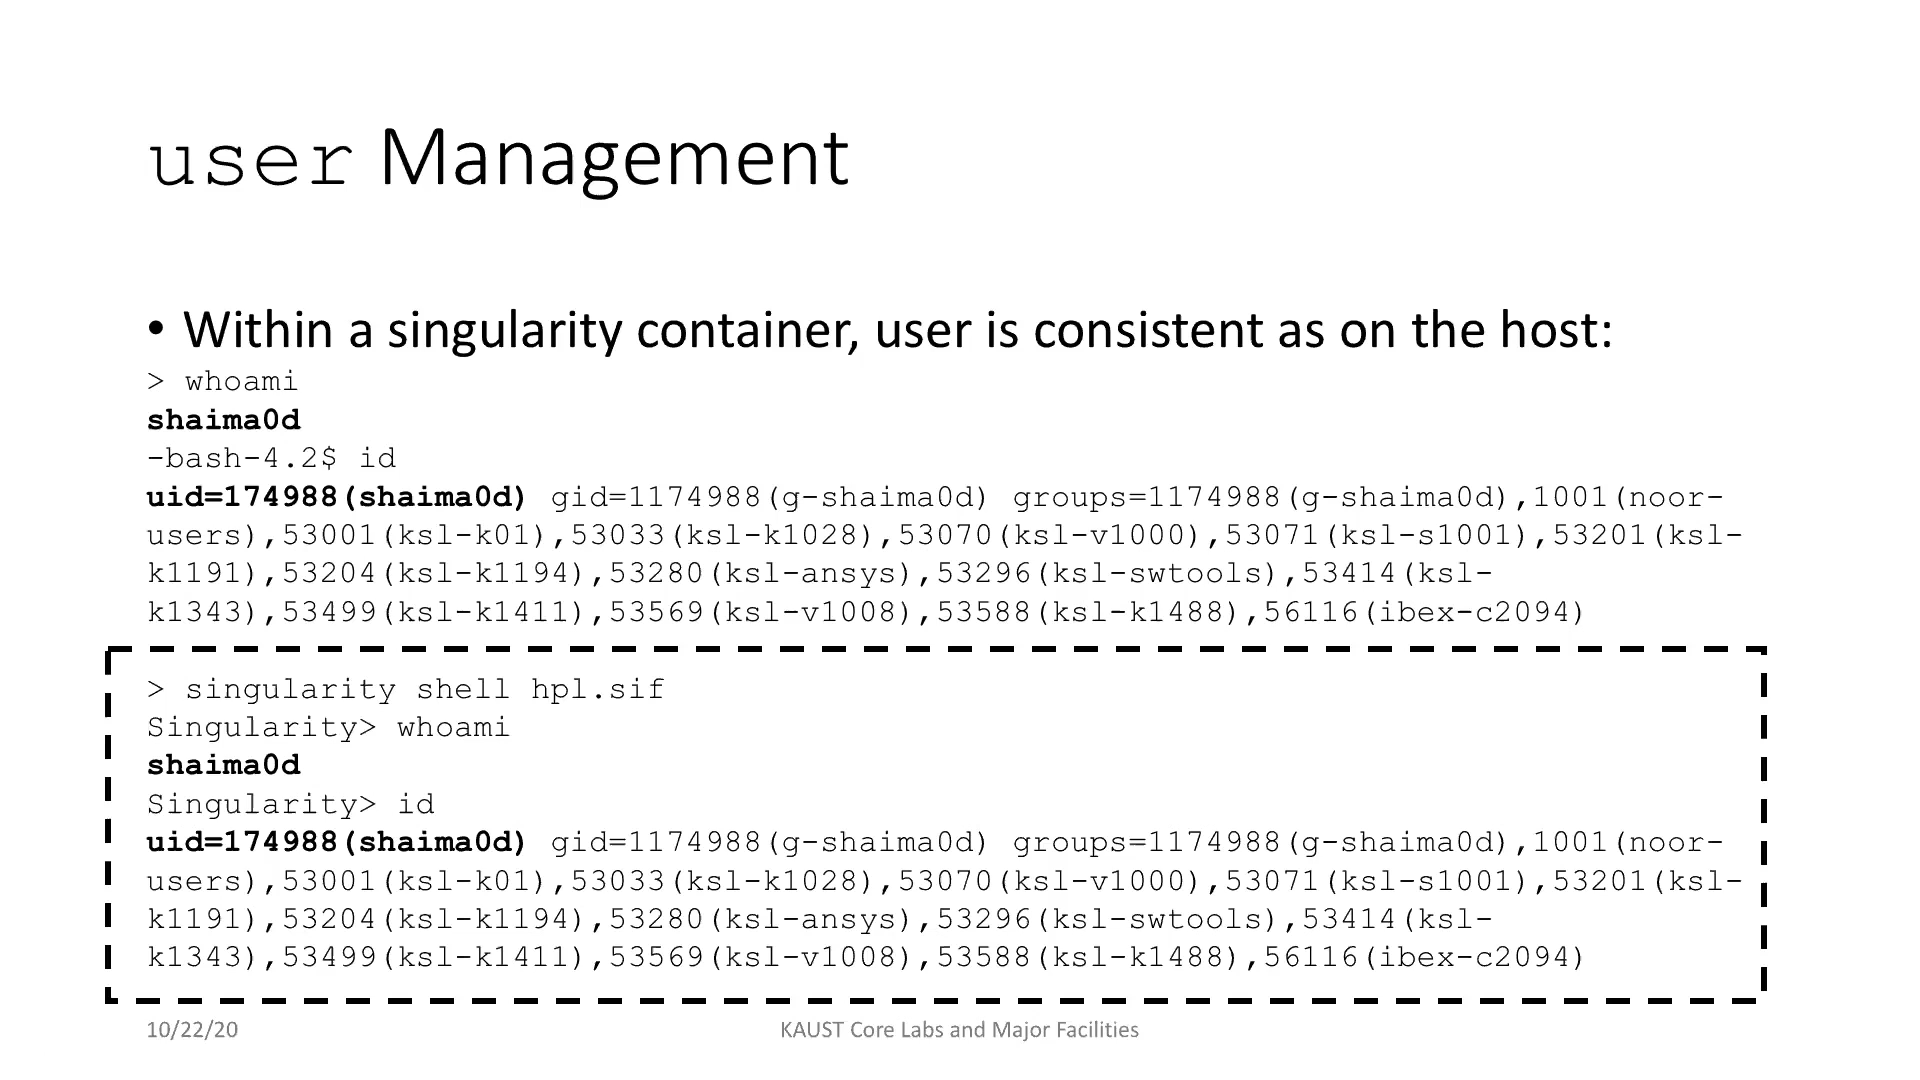 user Management
• Within a singularity container, user is consistent as on the host:
> whoami
shaima0d
-bash-4.2$ id
uid=174988(shaima0d) gid=1174988(g-shaima0d) groups=1174988(g-shaima0d),1001(noor-
users),53001(ksl-k01),53033(ksl-k1028),53070(ksl-v1000),53071(ksl-s1001),53201(ksl-
k1191),53204(ksl-k1194),53280(ksl-ansys),53296(ksl-swtools),53414(ksl-
k1343),53499(ksl-k1411),53569(ksl-v1008),53588(ksl-k1488),56116(ibex-c2094)
> singularity shell hpl.sif
Singularity> whoami
shaima0d
Singularity> id
uid=174988(shaima0d) gid=1174988(g-shaima0d) groups=1174988(g-shaima0d),1001(noor-
users),53001(ksl-k01),53033(ksl-k1028),53070(ksl-v1000),53071(ksl-s1001),53201(ksl-
k1191),53204(ksl-k1194),53280(ksl-ansys),53296(ksl-swtools),53414(ksl-
k1343),53499(ksl-k1411),53569(ksl-v1008),53588(ksl-k1488),56116(ibex-c2094)
10/22/20
KAUST Core Labs and Major Facilities